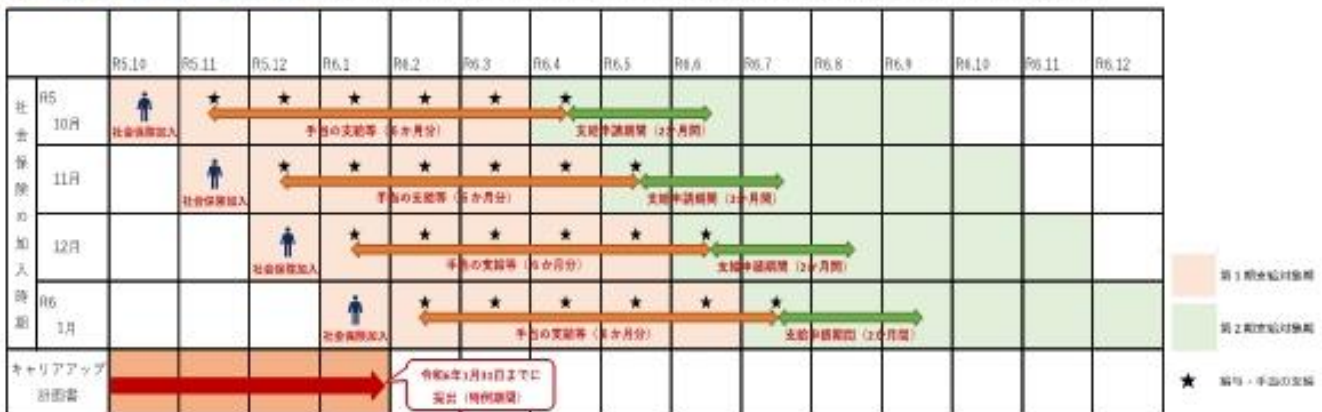 R5.10 R5.11 R5.12 R6.1 R6.2 R6.3 R6.4 R6.5 R6.6 R6.7 R6.8 R6.9 R6.10 R6.11 R6.12
社会保険の加入時期
R5
10月
社会保険加入
手当の支給等（6か月分）
支給申請期間（2か月間）
11月
社会保険加入
手当の支給等（6か月分）
支給申請期間（2か月間）
12月
社会保険加入
手当の支給等（6か月分）
支給申請期間（2か月間）
R6
1月
社会保険加入
手当の支給等（6か月分）
支給申請期間（2か月間）
キャリアアップ
計画書
令和6年1月31日までに
提出（特例期間）
第1期支給対象期
第2期支給対象期
★ 給与・手当の支給